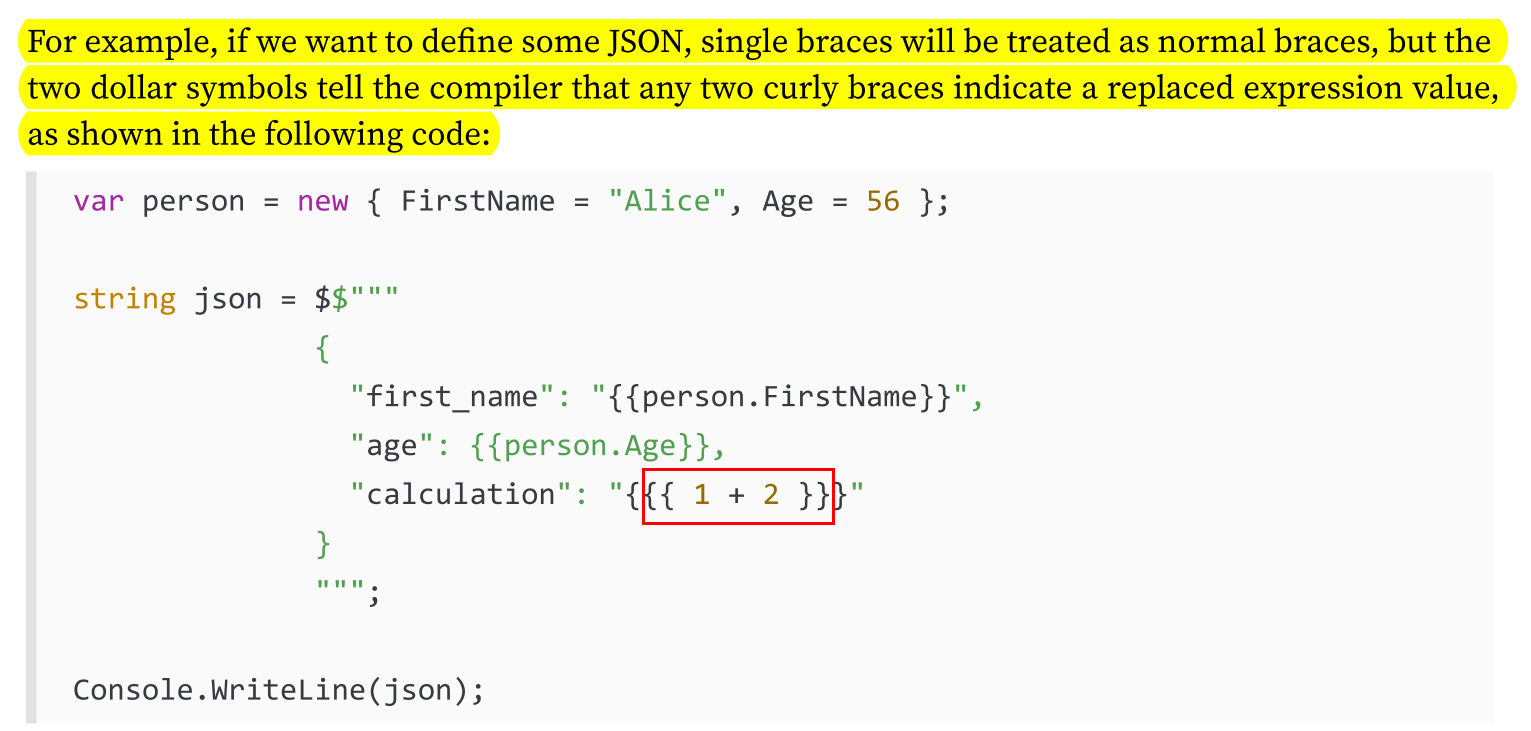 For example, if we want to define some JSON, single braces will be treated as normal braces, but the
two dollar symbols tell the compiler that any two curly braces indicate a replaced expression value,
as shown in the following code:
var person = new { FirstName = "Alice", Age = 56 };
string json = $$"""
{
"first_name": "{{person.FirstName}}",
"age": {{person.Age}},
"calculation": "{{{ 1 + 2 }}}"
}
""";
Console.WriteLine(json);